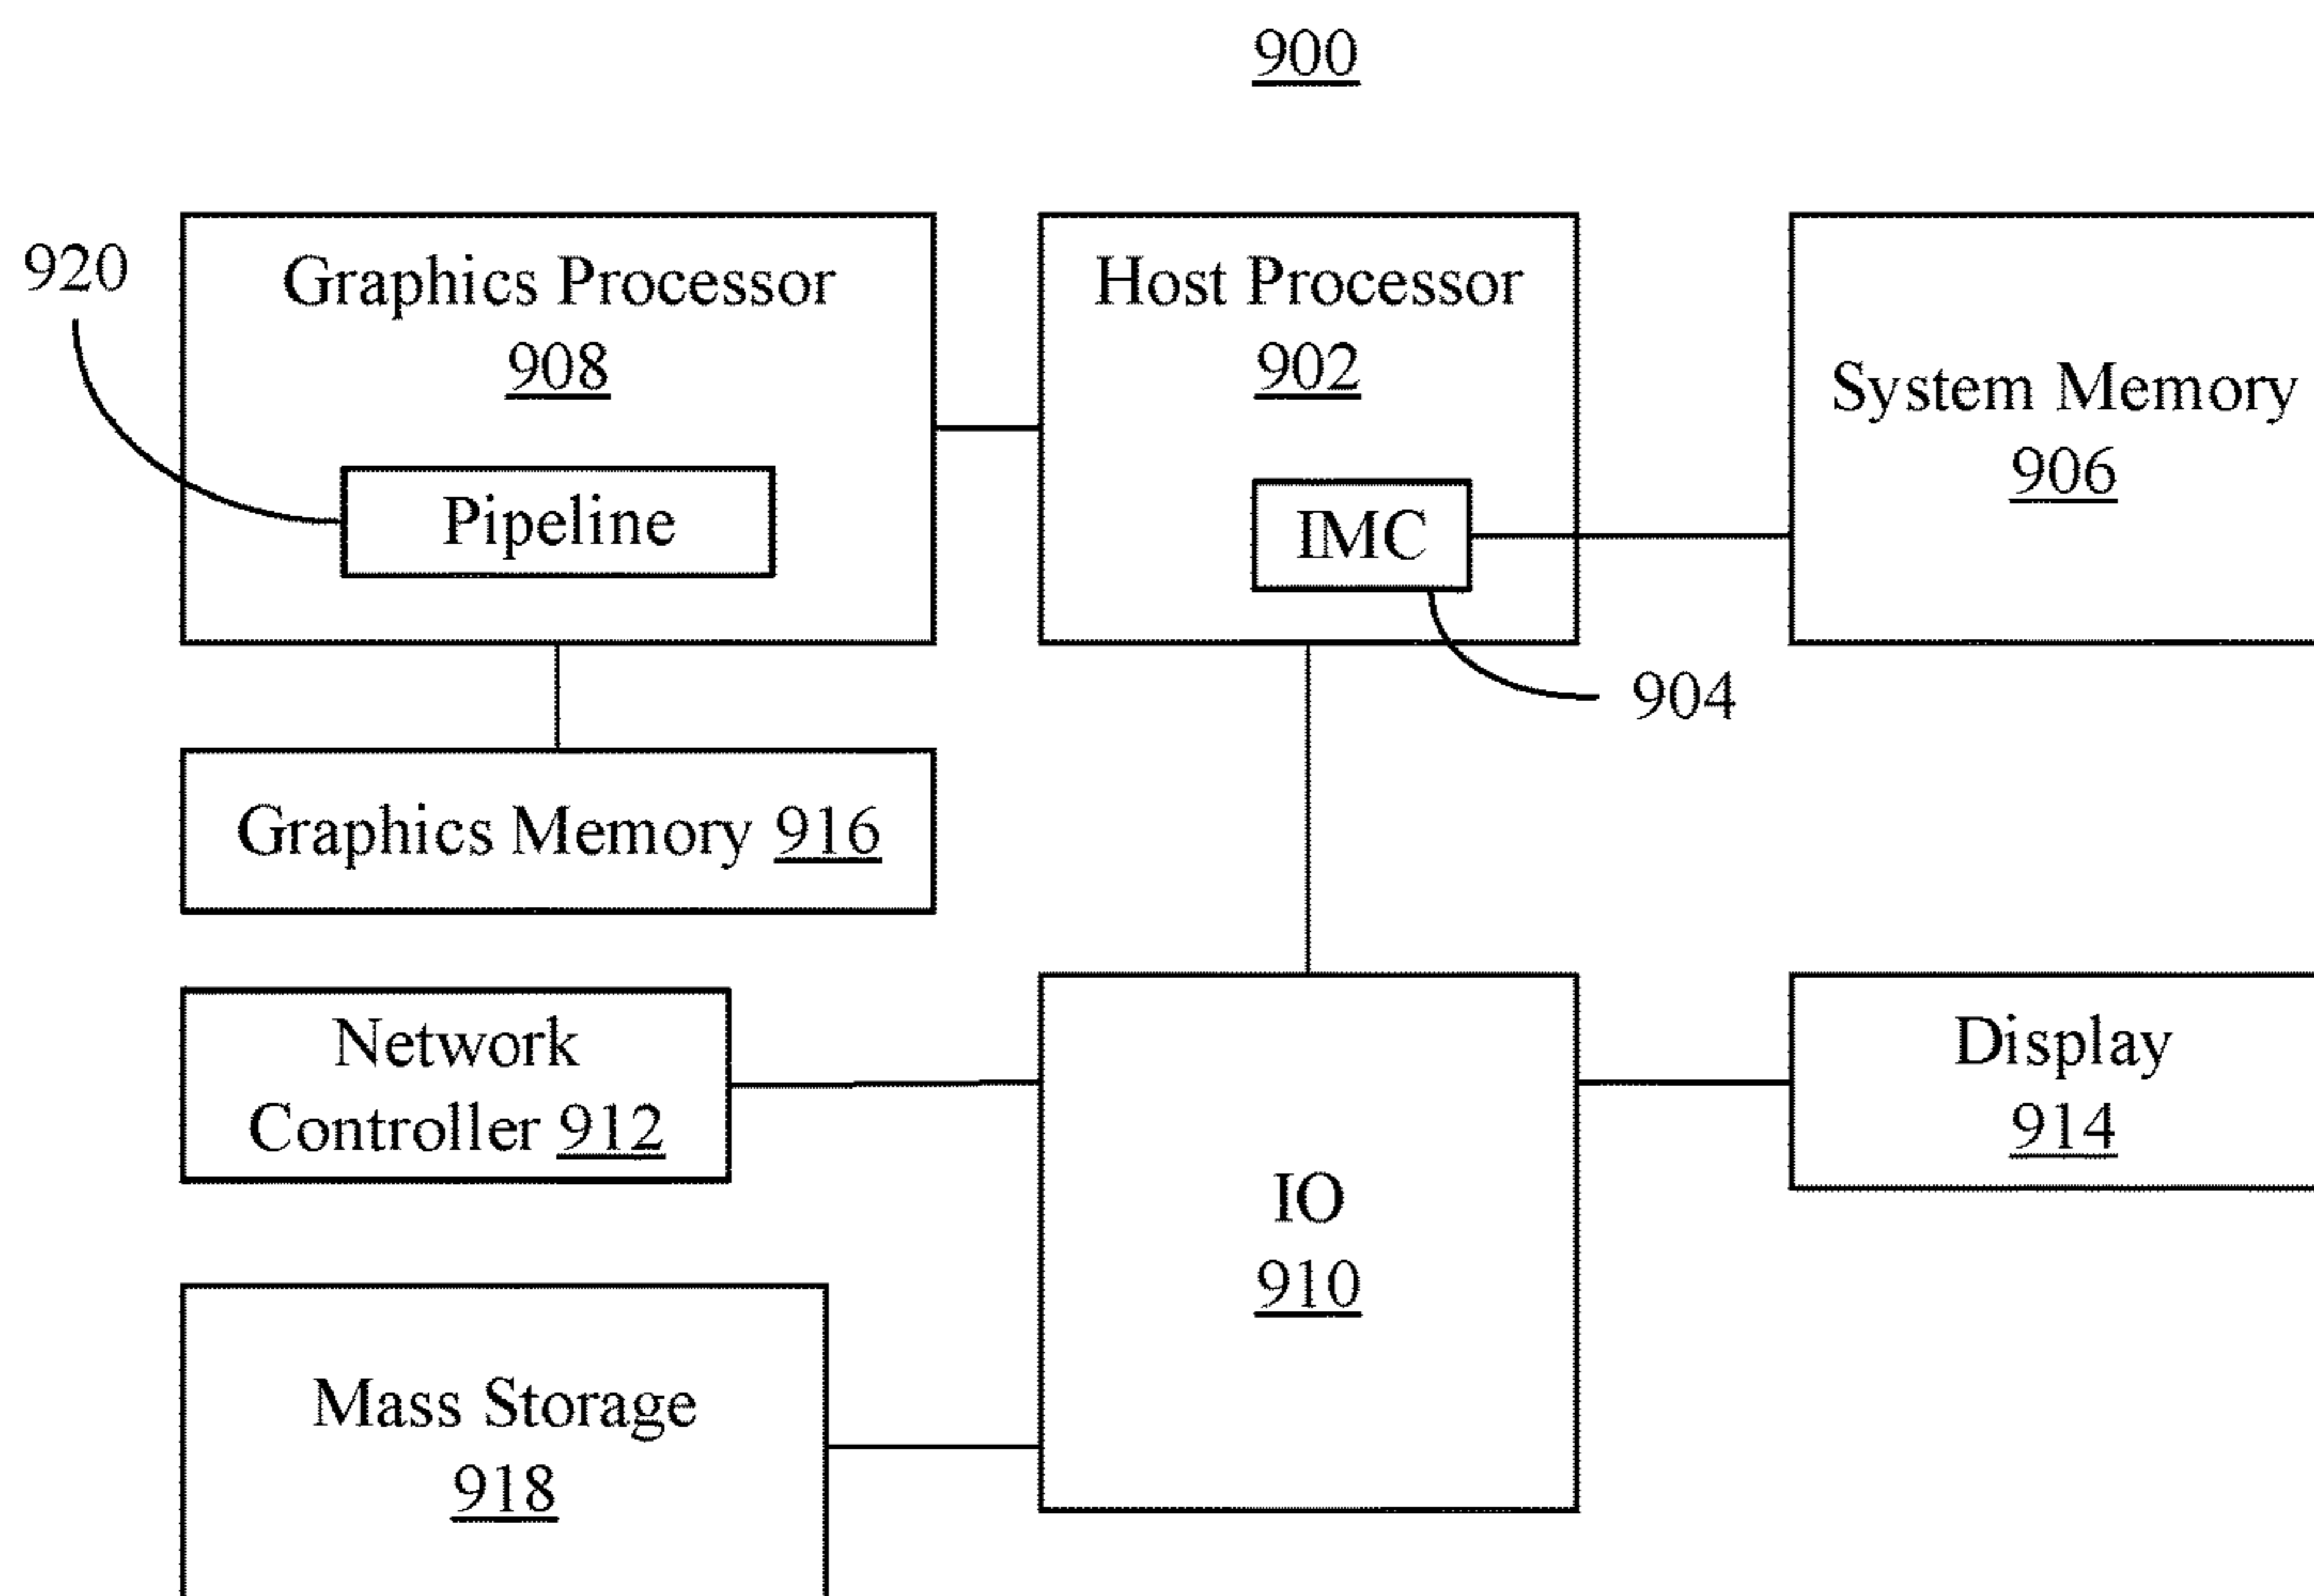 900
920
Graphics Processor
908
Pipeline
Host Processor
902
IMC
904
System Memory
906
Graphics Memory 916
Network
Controller 912
IO
910
Display
914
Mass Storage
918